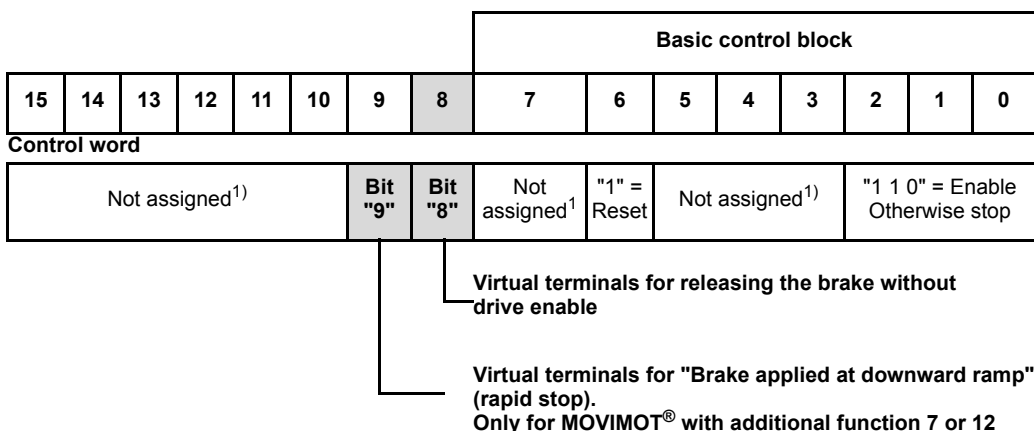 Basic control block
15 14 13 12 11 10 9 8 7 6 5 4 3 2 1 0
Control word
Not assigned1)
Bit
"9"
Bit
"8"
Not
assigned1
"1" =
Reset
Not assigned1)
"1 1 0" = Enable
Otherwise stop
Virtual terminals for releasing the brake without
drive enable
Virtual terminals for "Brake applied at downward ramp"
(rapid stop).
Only for MOVIMOT® with additional function 7 or 12